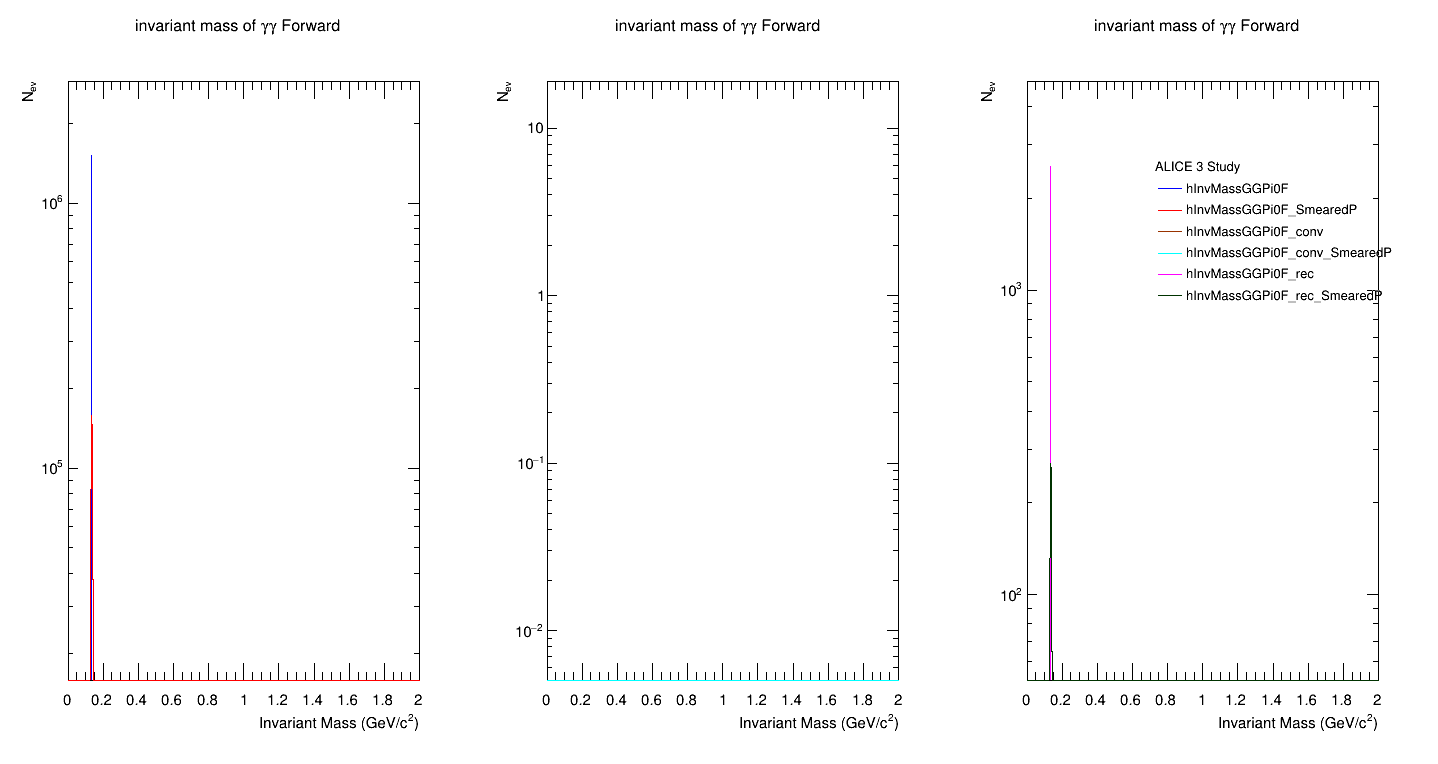 invariant mass of γγ Forward
N_ev
10^6
10^5
0 0.2 0.4 0.6 0.8 1 1.2 1.4 1.6 1.8 2
Invariant Mass (GeV/c^2)
invariant mass of γγ Forward
N_ev
10
1
10^−1
10^−2
0 0.2 0.4 0.6 0.8 1 1.2 1.4 1.6 1.8 2
Invariant Mass (GeV/c^2)
invariant mass of γγ Forward
N_ev
ALICE 3 Study
hInvMassGGPi0F
hInvMassGGPi0F_SmearedP
hInvMassGGPi0F_conv
hInvMassGGPi0F_conv_SmearedP
hInvMassGGPi0F_rec
hInvMassGGPi0F_rec_SmearedP
10^3
10^2
0 0.2 0.4 0.6 0.8 1 1.2 1.4 1.6 1.8 2
Invariant Mass (GeV/c^2)